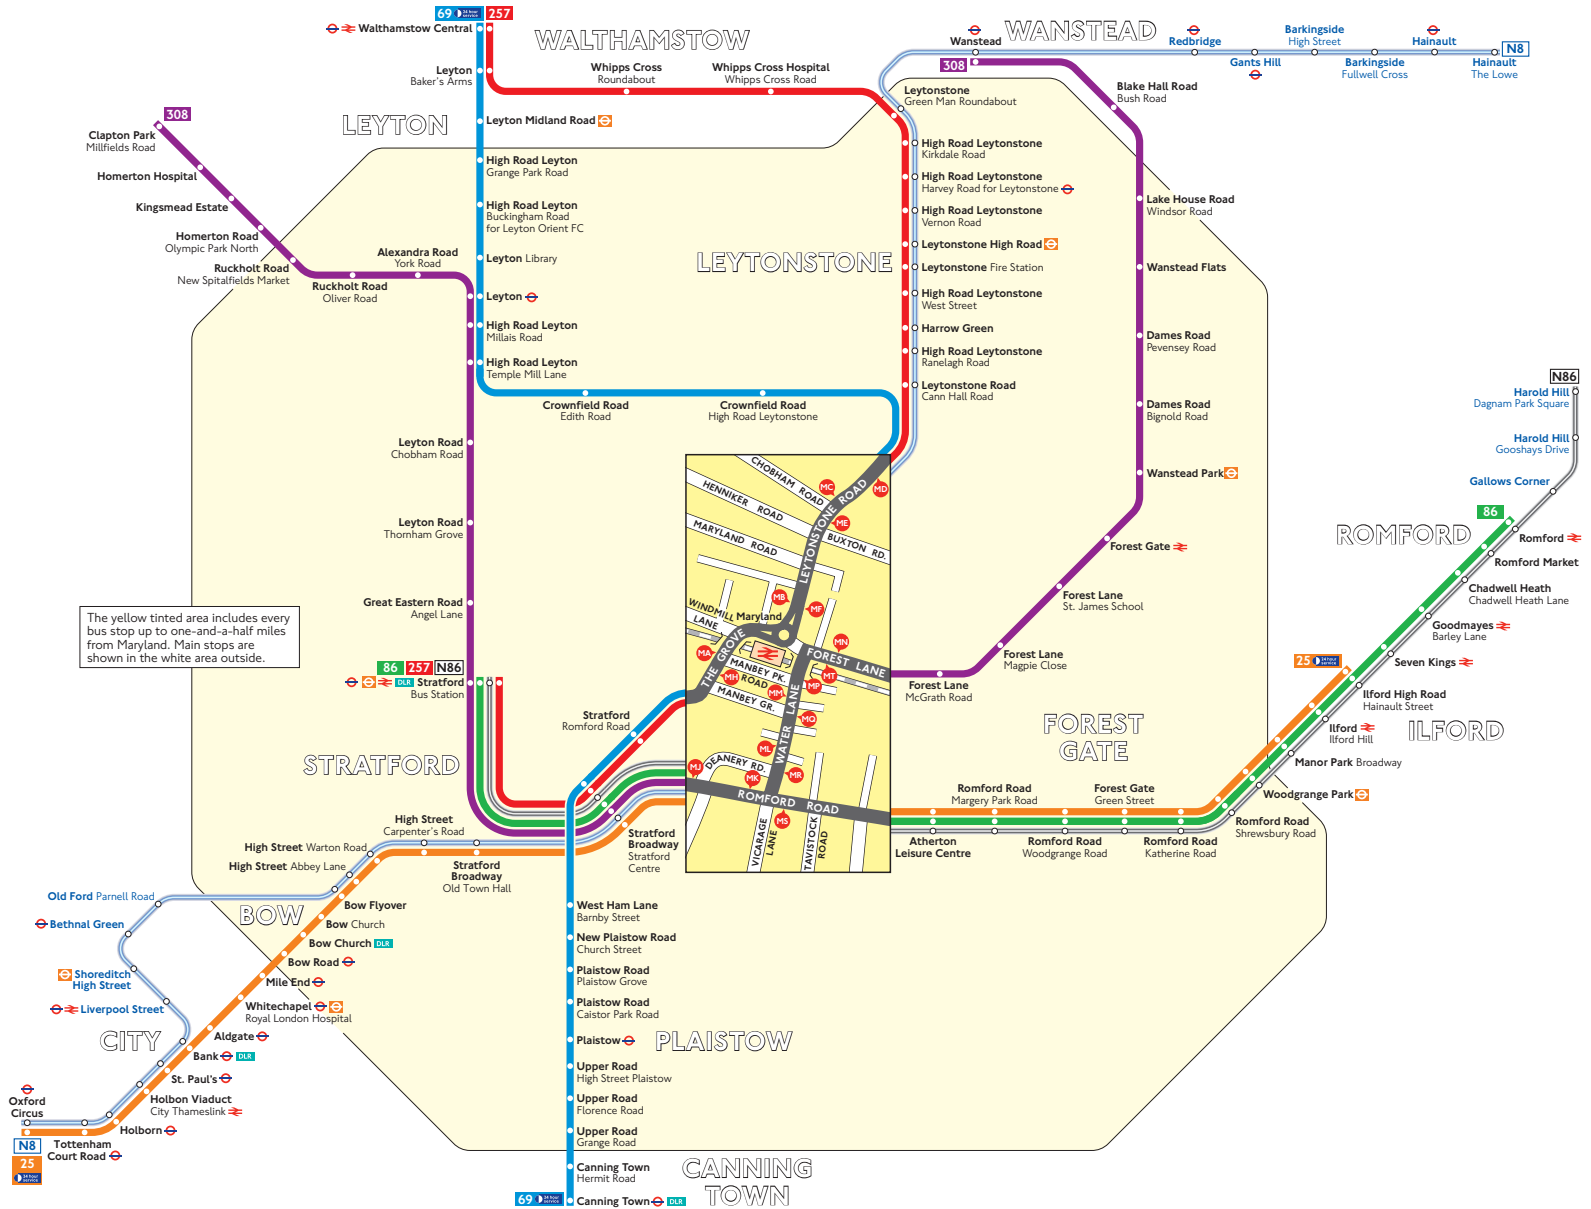 69 24 hour service 257
Walthamstow Central
WALTHAMSTOW
Leyton
Baker's Arms
Whipps Cross
Roundabout
Whipps Cross Hospital
Whipps Cross Road
WANSTEAD
Wanstead
308
Redbridge
Gants Hill
Barkingside
High Street
Barkingside
Fullwell Cross
Hainault
N8
Hainault
The Lowe
Blake Hall Road
Bush Road
Leytonstone
Green Man Roundabout
LEYTON
Leyton Midland Road
308
Clapton Park
Millfields Road
Homerton Hospital
Kingsmead Estate
Homerton Road
Olympic Park North
Ruckholt Road
New Spitalfields Market
Ruckholt Road
Oliver Road
Alexandra Road
York Road
High Road Leyton
Grange Park Road
High Road Leyton
Buckingham Road
for Leyton Orient FC
Leyton Library
Leyton
High Road Leyton
Millais Road
High Road Leyton
Temple Mill Lane
Crownfield Road
Edith Road
Crownfield Road
High Road Leytonstone
LEYTONSTONE
High Road Leytonstone
Kirkdale Road
High Road Leytonstone
Harvey Road for Leytonstone
High Road Leytonstone
Vernon Road
Leytonstone High Road
Leytonstone Fire Station
High Road Leytonstone
West Street
Harrow Green
High Road Leytonstone
Ranelagh Road
Leytonstone Road
Cann Hall Road
Lake House Road
Windsor Road
Wanstead Flats
Dames Road
Pevensey Road
Dames Road
Bignold Road
Wanstead Park
Forest Gate
Forest Lane
St. James School
Forest Lane
Magpie Close
Forest Lane
McGrath Road
N86
Harold Hill
Dagnam Park Square
Harold Hill
Gooshays Drive
Gallows Corner
86
ROMFORD
Romford
Romford Market
Chadwell Heath
Chadwell Heath Lane
Goodmayes
Barley Lane
Seven Kings
25 24 hour service
Ilford High Road
Hainault Street
Ilford
Ilford Hill
ILFORD
Manor Park Broadway
Woodgrange Park
Romford Road
Shrewsbury Road
FOREST
GATE
Romford Road
Margery Park Road
Forest Gate
Green Street
Atherton
Leisure Centre
Romford Road
Woodgrange Road
Romford Road
Katherine Road
Leyton Road
Chobham Road
Leyton Road
Thornham Grove
Great Eastern Road
Angel Lane
The yellow tinted area includes every
bus stop up to one-and-a-half miles
from Maryland. Main stops are
shown in the white area outside.
86 257 N86
DLR Stratford
Bus Station
STRATFORD
Stratford
Romford Road
CHOBHAM ROAD
HENNIKER ROAD
MARYLAND ROAD
LEYTONSTONE ROAD
BUXTON RD.
WINDMILL
LANE
Maryland
THE GROVE
FOREST LANE
MANBEY PK.
ROAD
MANBEY GR.
WATER LANE
DEANERY RD.
ROMFORD ROAD
VICARAGE
LANE
TAVISTOCK
ROAD
MC
MD
ME
MB
MF
MA
MN
MH
MT
MP
MM
MQ
ML
MJ
MK
MR
MS
High Street
Carpenter's Road
High Street Warton Road
High Street Abbey Lane
Stratford
Broadway
Old Town Hall
Stratford
Broadway
Stratford
Centre
Old Ford Parnell Road
Bethnal Green
Shoreditch
High Street
Liverpool Street
BOW
Bow Flyover
Bow Church
Bow Church DLR
Bow Road
Mile End
Whitechapel
Royal London Hospital
Aldgate
Bank DLR
St. Paul's
Holbon Viaduct
City Thameslink
Holborn
CITY
Oxford
Circus
N8
25
24 hour service
Tottenham
Court Road
West Ham Lane
Barnby Street
New Plaistow Road
Church Street
Plaistow Road
Plaistow Grove
Plaistow Road
Caistor Park Road
Plaistow
PLAISTOW
Upper Road
High Street Plaistow
Upper Road
Florence Road
Upper Road
Grange Road
Canning Town
Hermit Road
CANNING
TOWN
69 24 hour service
Canning Town DLR